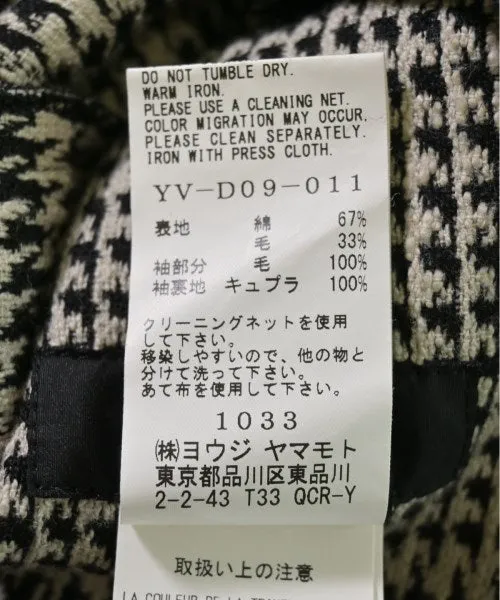 DO NOT TUMBLE DRY.
WARM IRON.
PLEASE USE A CLEANING NET.
COLOR MIGRATION MAY OCCUR.
PLEASE CLEAN SEPARATELY.
IRON WITH PRESS CLOTH.
YV-D09-011
表地 綿 67%
毛 33%
袖部分 毛 100%
袖裏地 キュプラ 100%
クリーニングネットを使用
して下さい。
移染しやすいので、他の物と
分けて洗って下さい。
あて布を使用して下さい。
1033
㈱ヨウジ ヤマモト
東京都品川区東品川
2-2-43 T33 QCR-Y
取扱い上の注意
LA COULEUR DE LA